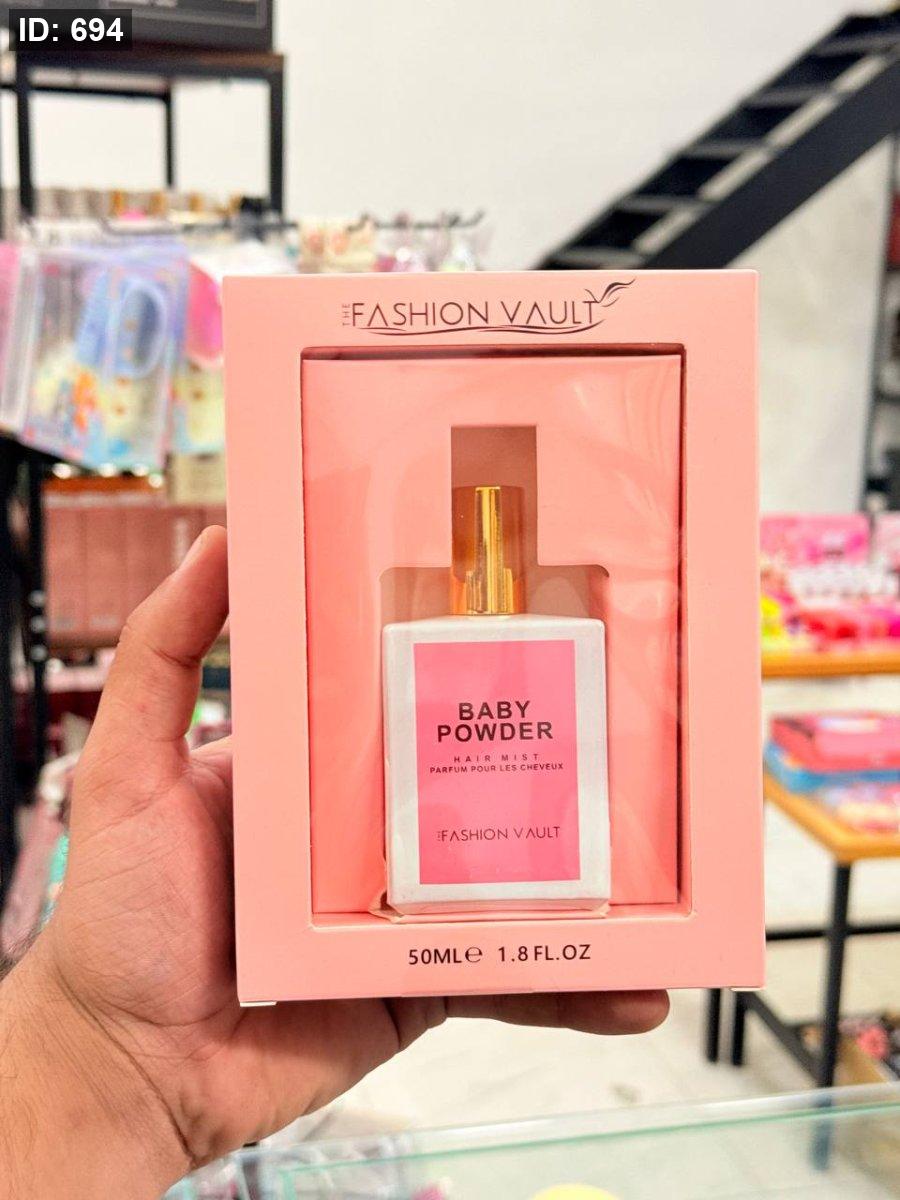 ID: 694
THE FASHION VAULT
BABY
POWDER
HAIR MIST
PARFUM POUR LES CHEVEUX
THE FASHION VAULT
50ML℮ 1.8 FL.OZ